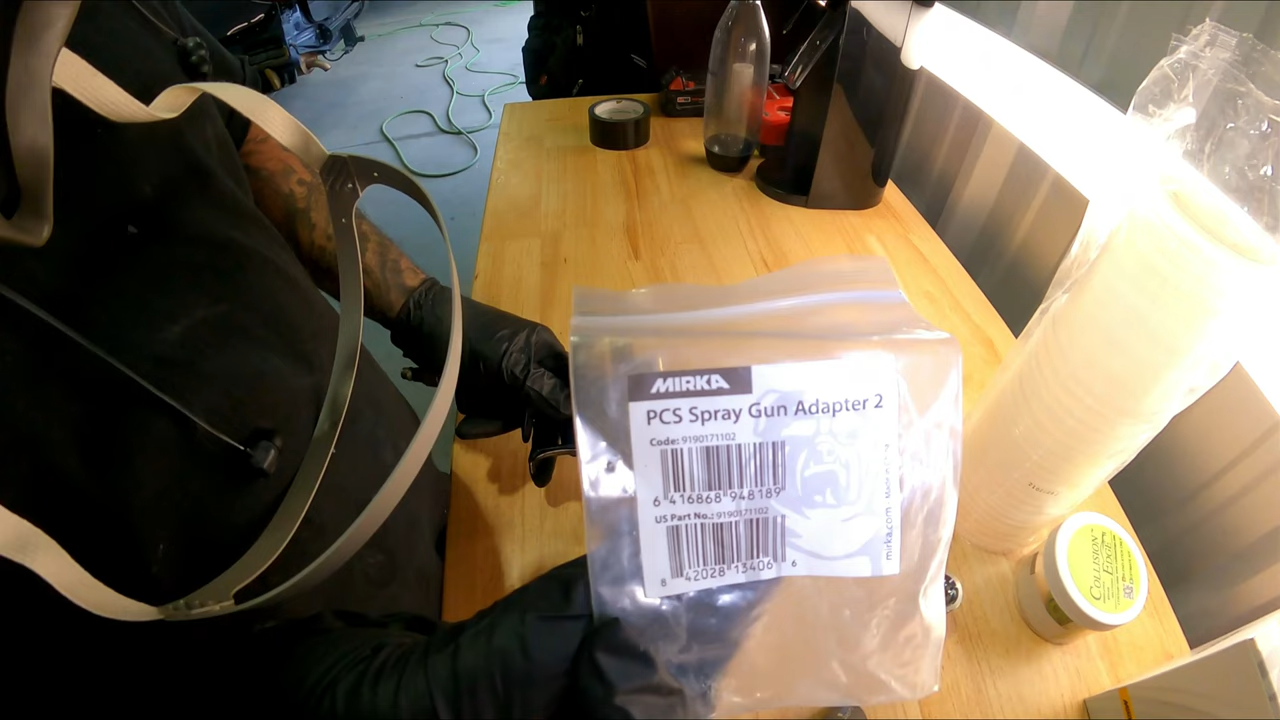 MIRKA
PCS Spray Gun Adapter 2
Code: 9190171102
6 416868 948189
US Part No.: 9190171102
8 42028 13406 6
mirka.com
COLLISION
EDGE